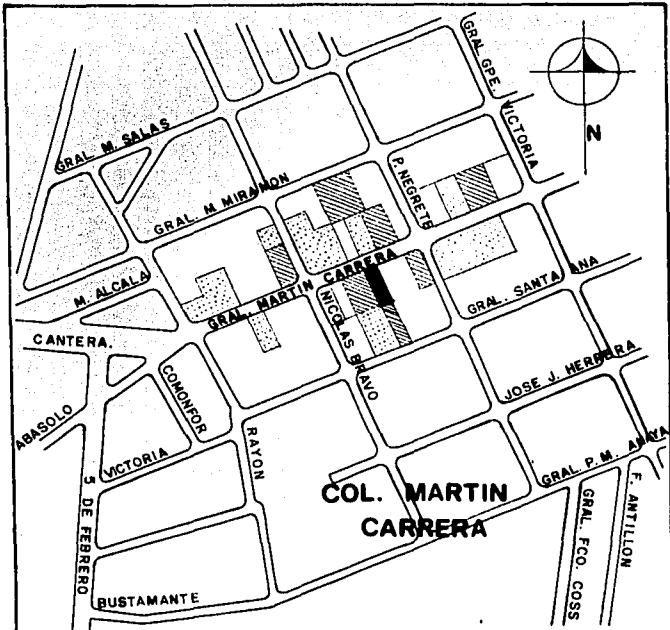 GRAL. GPE. VICTORIA
N
GRAL. M. SALAS
GRAL. M. MIRAMON
P. NEGRETE
M. ALCALA
GRAL. MARTIN CARRERA
GRAL. SANTA ANA
CANTERA.
NICOLAS BRAVO
COMONFOR
JOSE J. HERRERA
ABASOLO
VICTORIA
RAYON
GRAL. P. M. ANAYA
5 DE FEBRERO
COL. MARTIN
CARRERA
GRAL. FCO. COSS
F. ANTILLON
BUSTAMANTE